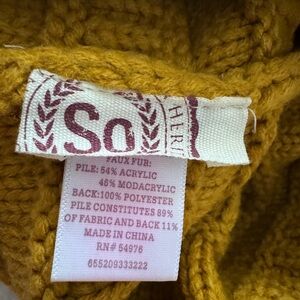 So
HERI
FAUX FUR:
PILE: 54% ACRYLIC
46% MODACRYLIC
BACK:100% POLYESTER
PILE CONSTITUTES 89%
OF FABRIC AND BACK 11%
MADE IN CHINA
RN# 54976
655209333222